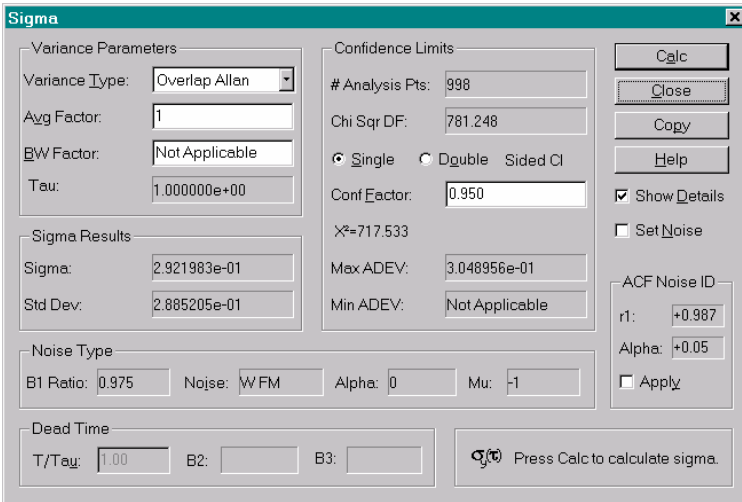 Sigma
Variance Parameters
Variance Type: Overlap Allan
Avg Factor: 1
BW Factor: Not Applicable
Tau: 1.000000e+00
Sigma Results
Sigma: 2.921983e-01
Std Dev: 2.885205e-01
Confidence Limits
# Analysis Pts: 998
Chi Sqr DF: 781.248
Single Double Sided CI
Conf Factor: 0.950
X²=717.533
Max ADEV: 3.048956e-01
Min ADEV: Not Applicable
Calc
Close
Copy
Help
Show Details
Set Noise
ACF Noise ID
r1: +0.987
Alpha: +0.05
Apply
Noise Type
B1 Ratio: 0.975 Noise: W FM Alpha: 0 Mu: -1
Dead Time
T/Tau: 1.00 B2: B3:
σy(τ) Press Calc to calculate sigma.